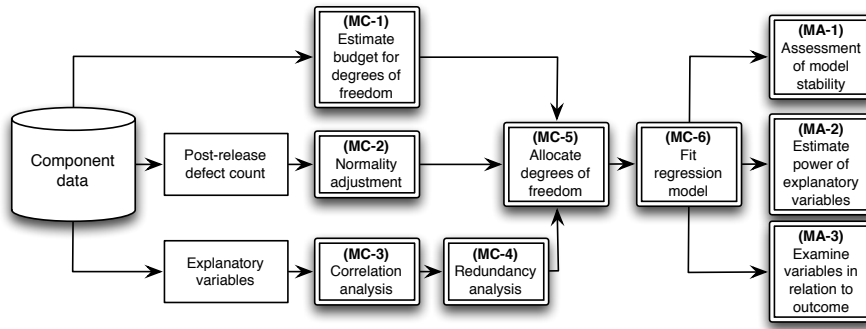 (MC-1)
Estimate
budget for
degrees of
freedom
(MA-1)
Assessment
of model
stability
Component
data
Post-release
defect count
(MC-2)
Normality
adjustment
(MC-5)
Allocate
degrees of
freedom
(MC-6)
Fit
regression
model
(MA-2)
Estimate
power of
explanatory
variables
Explanatory
variables
(MC-3)
Correlation
analysis
(MC-4)
Redundancy
analysis
(MA-3)
Examine
variables in
relation to
outcome